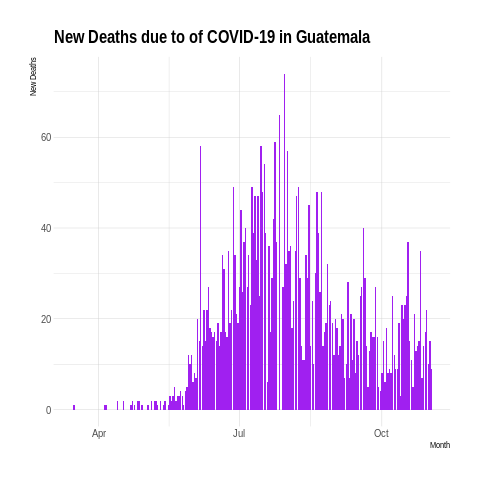 New Deaths due to of COVID-19 in Guatemala
New Deaths
60
40
20
0
Apr
Jul
Oct
Month